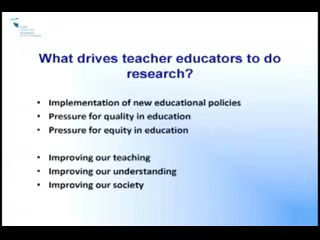 What drives teacher educators to do
research?
• Implementation of new educational policies
• Pressure for quality in education
• Pressure for equity in education
• Improving our teaching
• Improving our understanding
• Improving our society